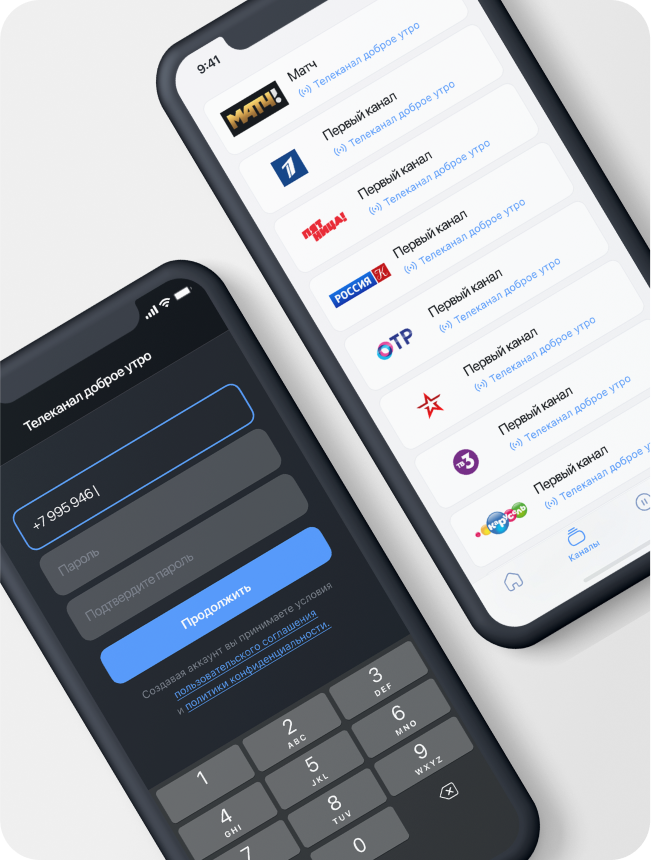 9:41
МАТЧ!
Матч
Телеканал доброе утро
Первый канал
Телеканал доброе утро
ПЯТНИЦА!
Первый канал
Телеканал доброе утро
РОССИЯ К
Первый канал
Телеканал доброе утро
ОТР
Первый канал
Телеканал доброе утро
Первый канал
Телеканал доброе утро
ТВ3
Первый канал
Телеканал доброе утро
Карусель
Первый канал
Телеканал доброе у
Каналы
Телеканал доброе утро
+7 995 946 |
Пароль
Подтвердите пароль
Продолжить
Создавая аккаунт вы принимаете условия
пользовательского соглашения
и политики конфиденциальности.
1
2 ABC
3 DEF
4 GHI
5 JKL
6 MNO
7
8 TUV
9 WXYZ
0